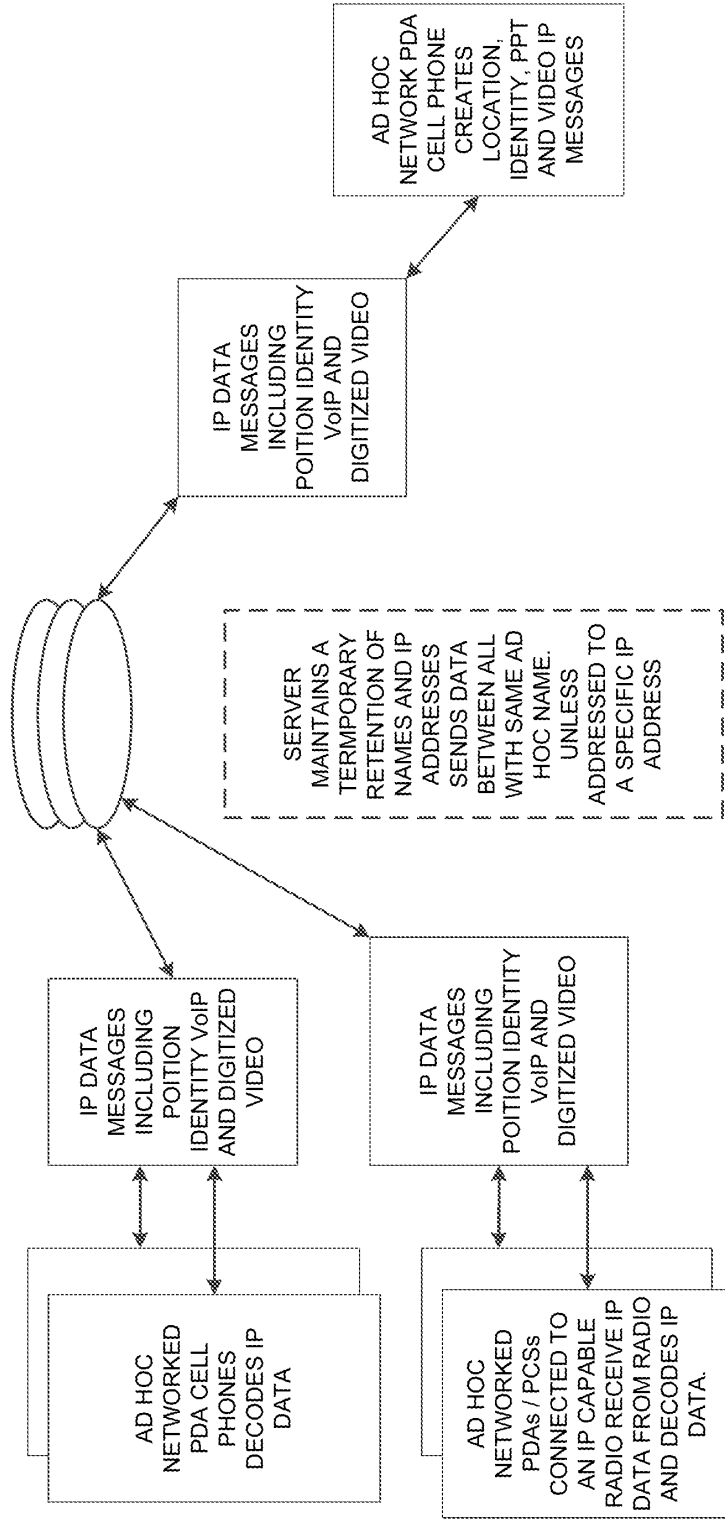 AD HOC
NETWORKED
PDA CELL
PHONES
DECODES IP
DATA
IP DATA
MESSAGES
INCLUDING
POITION
IDENTITY VoIP
AND DIGITIZED
VIDEO
AD HOC
NETWORKED
PDAs / PCSs
CONNECTED TO
AN IP CAPABLE
RADIO RECEIVE IP
DATA FROM RADIO
AND DECODES IP
DATA.
IP DATA
MESSAGES
INCLUDING
POITION IDENTITY
VoIP AND
DIGITIZED VIDEO
SERVER
MAINTAINS A
TERMPORARY
RETENTION OF
NAMES AND IP
ADDRESSES
SENDS DATA
BETWEEN ALL
WITH SAME AD
HOC NAME.
UNLESS
ADDRESSED TO
A SPECIFIC IP
ADDRESS
IP DATA
MESSAGES
INCLUDING
POITION IDENTITY
VoIP AND
DIGITIZED VIDEO
AD HOC
NETWORK PDA
CELL PHONE
CREATES
LOCATION,
IDENTITY, PPT
AND VIDEO IP
MESSAGES